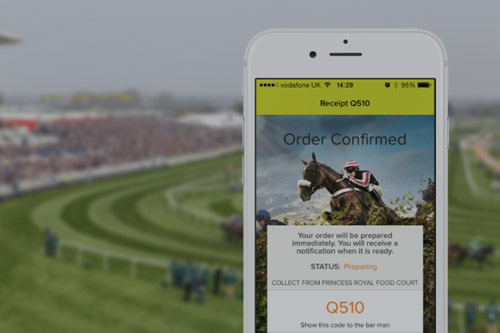 vodafone UK 14:29 95%
Receipt Q510
Order Confirmed
Your order will be prepared
immediately. You will receive a
notification when it is ready.
STATUS: Preparing
COLLECT FROM PRINCESS ROYAL FOOD COURT
Q510
Show this code to the bar man